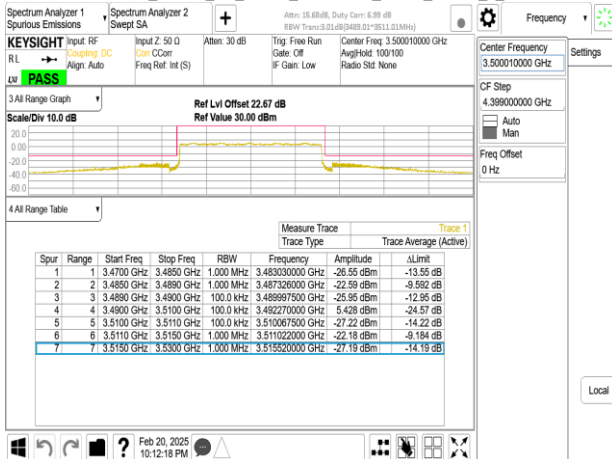 Spectrum Analyzer 1
Spurious Emissions
Spectrum Analyzer 2
Swept SA
Attn: 15.68dB, Duty Corr: 6.99 dB
RBW Tranc3.01dB(3489.01*3511.01MHz)
Frequency
KEYSIGHT
RL
LXI
PASS
Input: RF
Coupling: DC
Align: Auto
Input Z: 50 Ω
Corr CCorr
Freq Ref: Int (S)
Atten: 30 dB
Trig: Free Run
Gate: Off
IF Gain: Low
Center Freq: 3.500010000 GHz
Avg|Hold: 100/100
Radio Std: None
Center Frequency
3.500010000 GHz
Settings
CF Step
4.399000000 GHz
Auto
Man
Freq Offset
0 Hz
3 All Range Graph
Scale/Div 10.0 dB
Ref Lvl Offset 22.67 dB
Ref Value 30.00 dBm
20.0
0.00
-20.0
-40.0
-60.0
4 All Range Table
Measure Trace Trace 1
Trace Type Trace Average (Active)
Spur Range Start Freq Stop Freq RBW Frequency Amplitude ΔLimit
1 1 3.4700 GHz 3.4850 GHz 1.000 MHz 3.483030000 GHz -26.55 dBm -13.55 dB
2 2 3.4850 GHz 3.4890 GHz 1.000 MHz 3.487326000 GHz -22.59 dBm -9.592 dB
3 3 3.4890 GHz 3.4900 GHz 100.0 kHz 3.489997500 GHz -25.95 dBm -12.95 dB
4 4 3.4900 GHz 3.5100 GHz 100.0 kHz 3.492270000 GHz 5.428 dBm -24.57 dB
5 5 3.5100 GHz 3.5110 GHz 100.0 kHz 3.510067500 GHz -27.22 dBm -14.22 dB
6 6 3.5110 GHz 3.5150 GHz 1.000 MHz 3.511022000 GHz -22.18 dBm -9.184 dB
7 7 3.5150 GHz 3.5300 GHz 1.000 MHz 3.515520000 GHz -27.19 dBm -14.19 dB
Local
Feb 20, 2025
10:12:18 PM